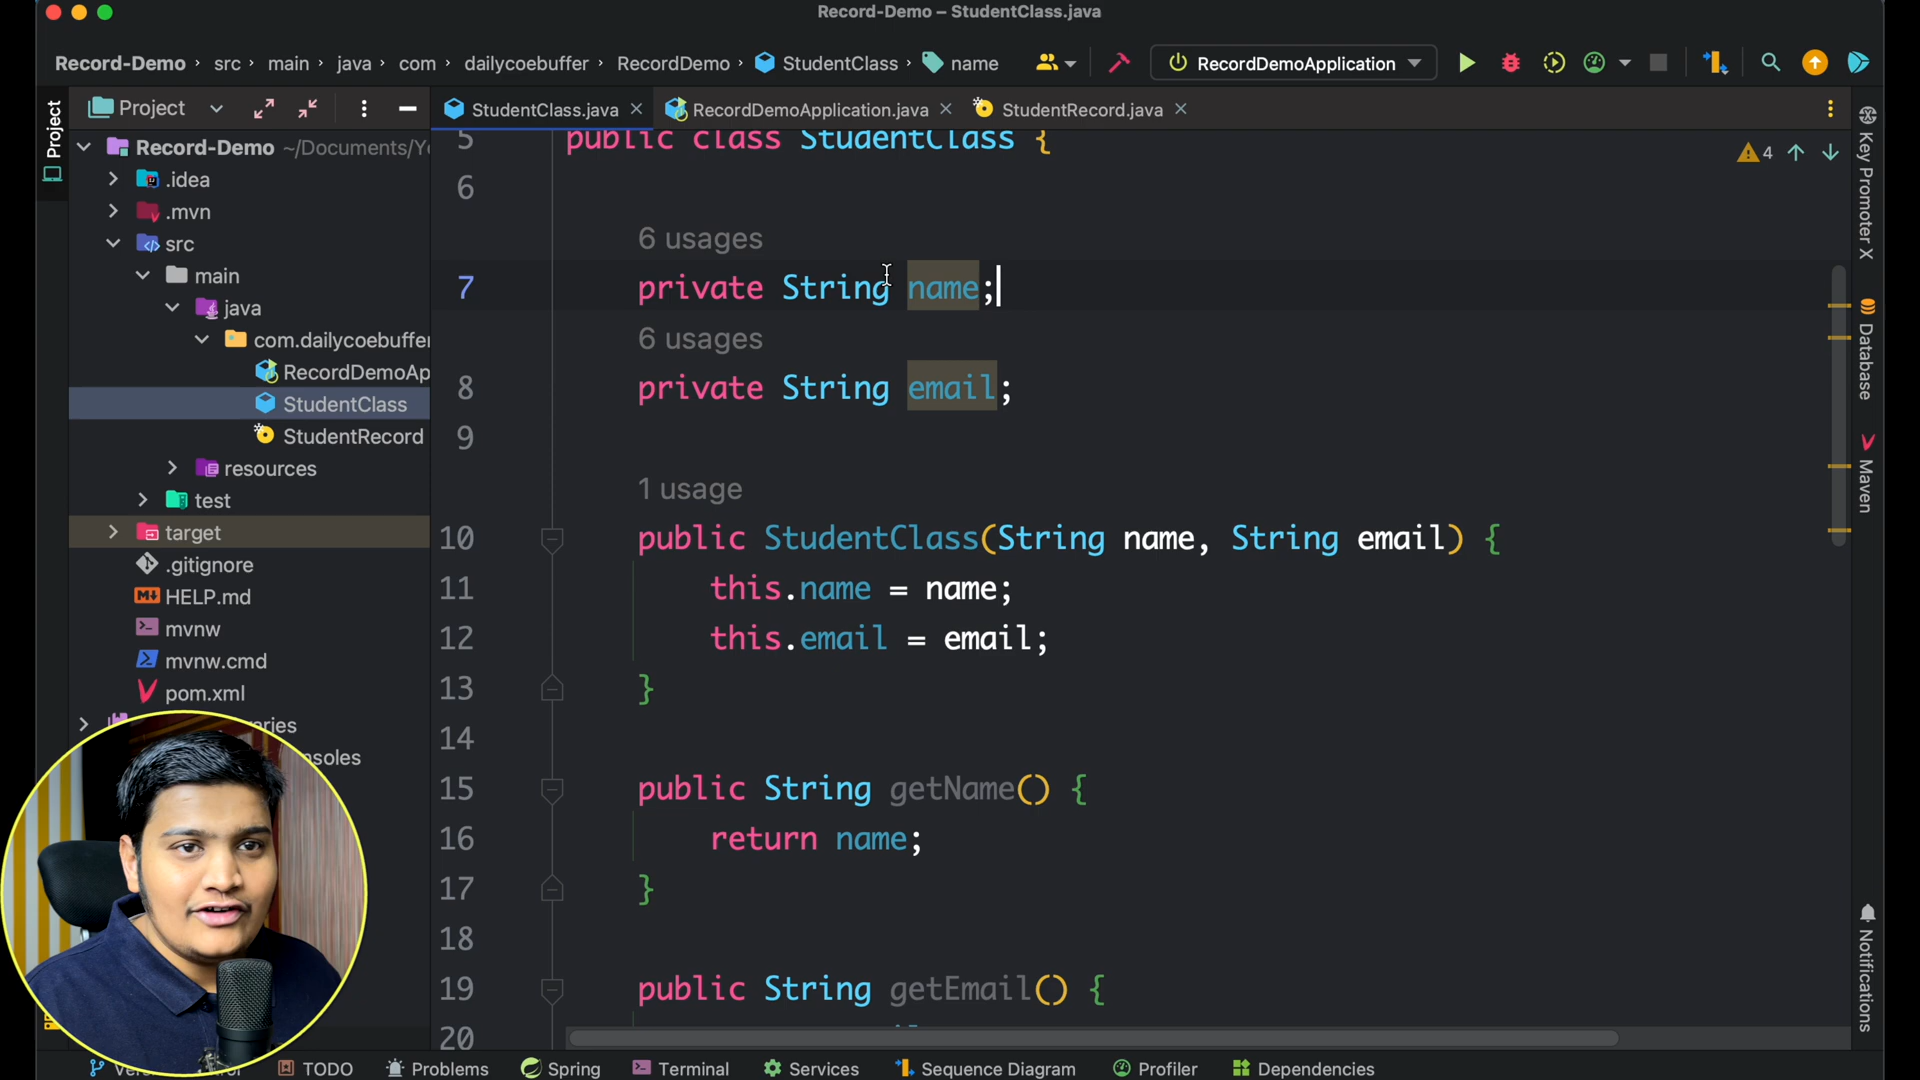 Record-Demo – StudentClass.java
Record-Demo › src › main › java › com › dailycoebuffer › RecordDemo › StudentClass › name
RecordDemoApplication
Project
StudentClass.java
RecordDemoApplication.java
StudentRecord.java
Project
Record-Demo ~/Documents/Y
.idea
.mvn
src
main
java
com.dailycoebuffer
RecordDemoAp
StudentClass
StudentRecord
resources
test
target
.gitignore
HELP.md
mvnw
mvnw.cmd
pom.xml
raries
nsoles
5 public class StudentClass {
4
6
6 usages
7 private String name;
6 usages
8 private String email;
9
1 usage
10 public StudentClass(String name, String email) {
11 this.name = name;
12 this.email = email;
13 }
14
15 public String getName() {
16 return name;
17 }
18
19 public String getEmail() {
20
Key Promoter X
Database
Maven
Notifications
TODO
Problems
Spring
Terminal
Services
Sequence Diagram
Profiler
Dependencies